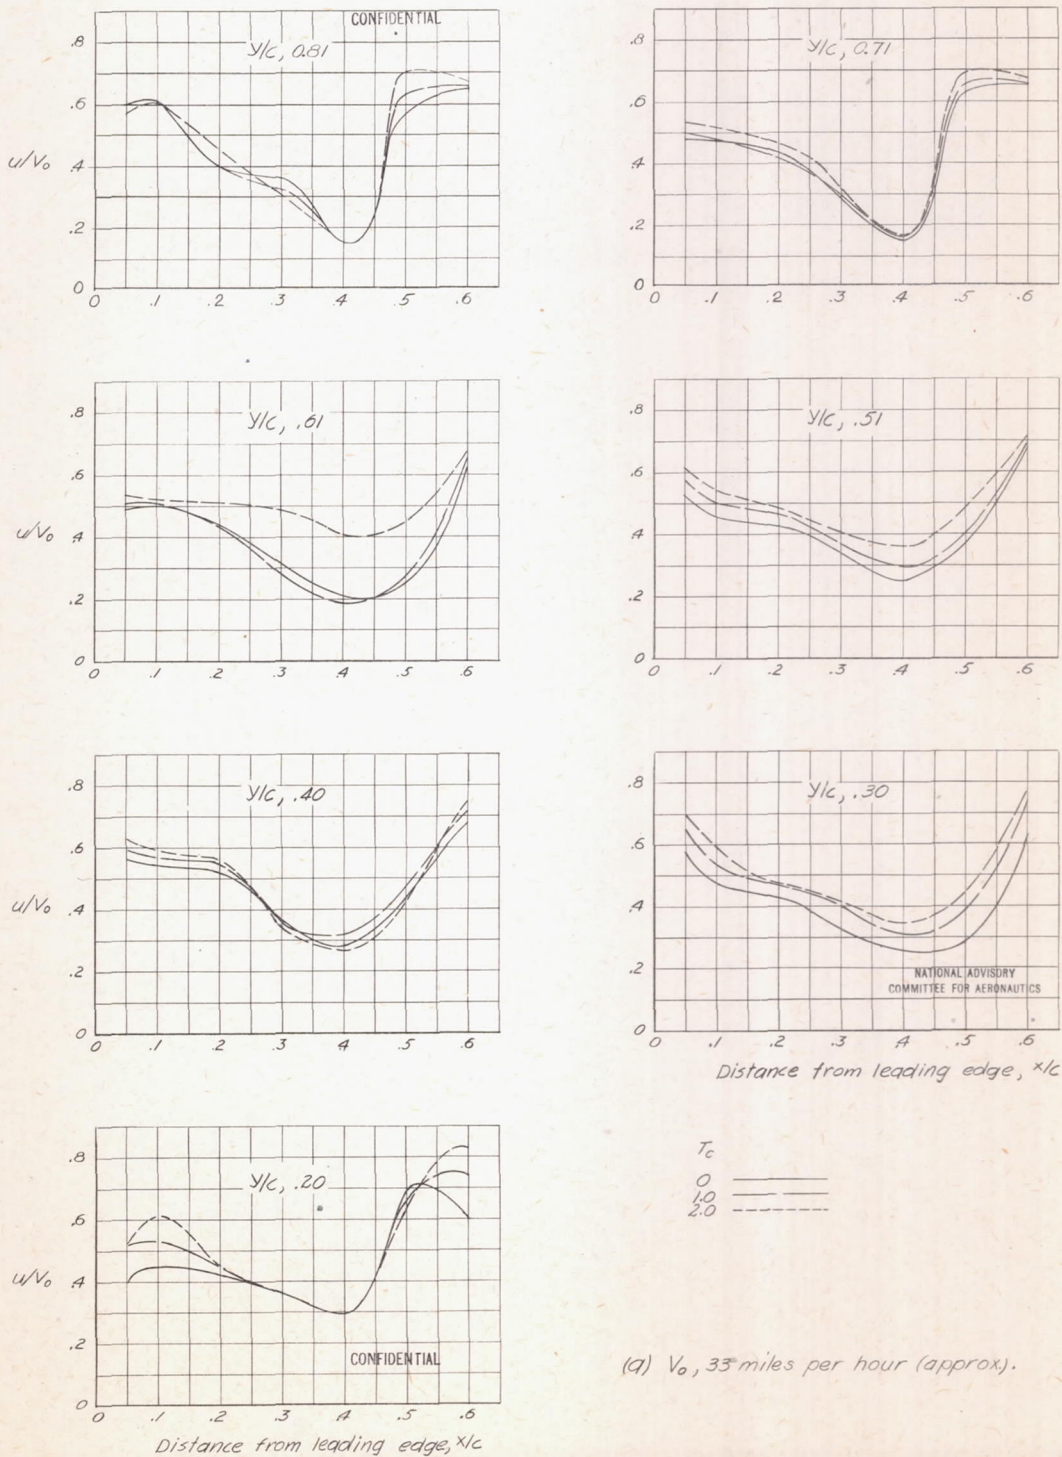 CONFIDENTIAL
y/c, 0.81
u/V₀
.8
.6
.4
.2
0
0 .1 .2 .3 .4 .5 .6
y/c, 0.71
.8
.6
.4
.2
0
0 .1 .2 .3 .4 .5 .6
y/c, .61
u/V₀
.8
.6
.4
.2
0
0 .1 .2 .3 .4 .5 .6
y/c, .51
.8
.6
.4
.2
0
0 .1 .2 .3 .4 .5 .6
y/c, .40
u/V₀
.8
.6
.4
.2
0
0 .1 .2 .3 .4 .5 .6
y/c, .30
.8
.6
.4
.2
0
NATIONAL ADVISORY
COMMITTEE FOR AERONAUTICS
0 .1 .2 .3 .4 .5 .6
Distance from leading edge, x/c
y/c, .20
u/V₀
.8
.6
.4
.2
0
CONFIDENTIAL
0 .1 .2 .3 .4 .5 .6
Distance from leading edge, x/c
Tc
0
1.0
2.0
(a) V₀, 33 miles per hour (approx.).